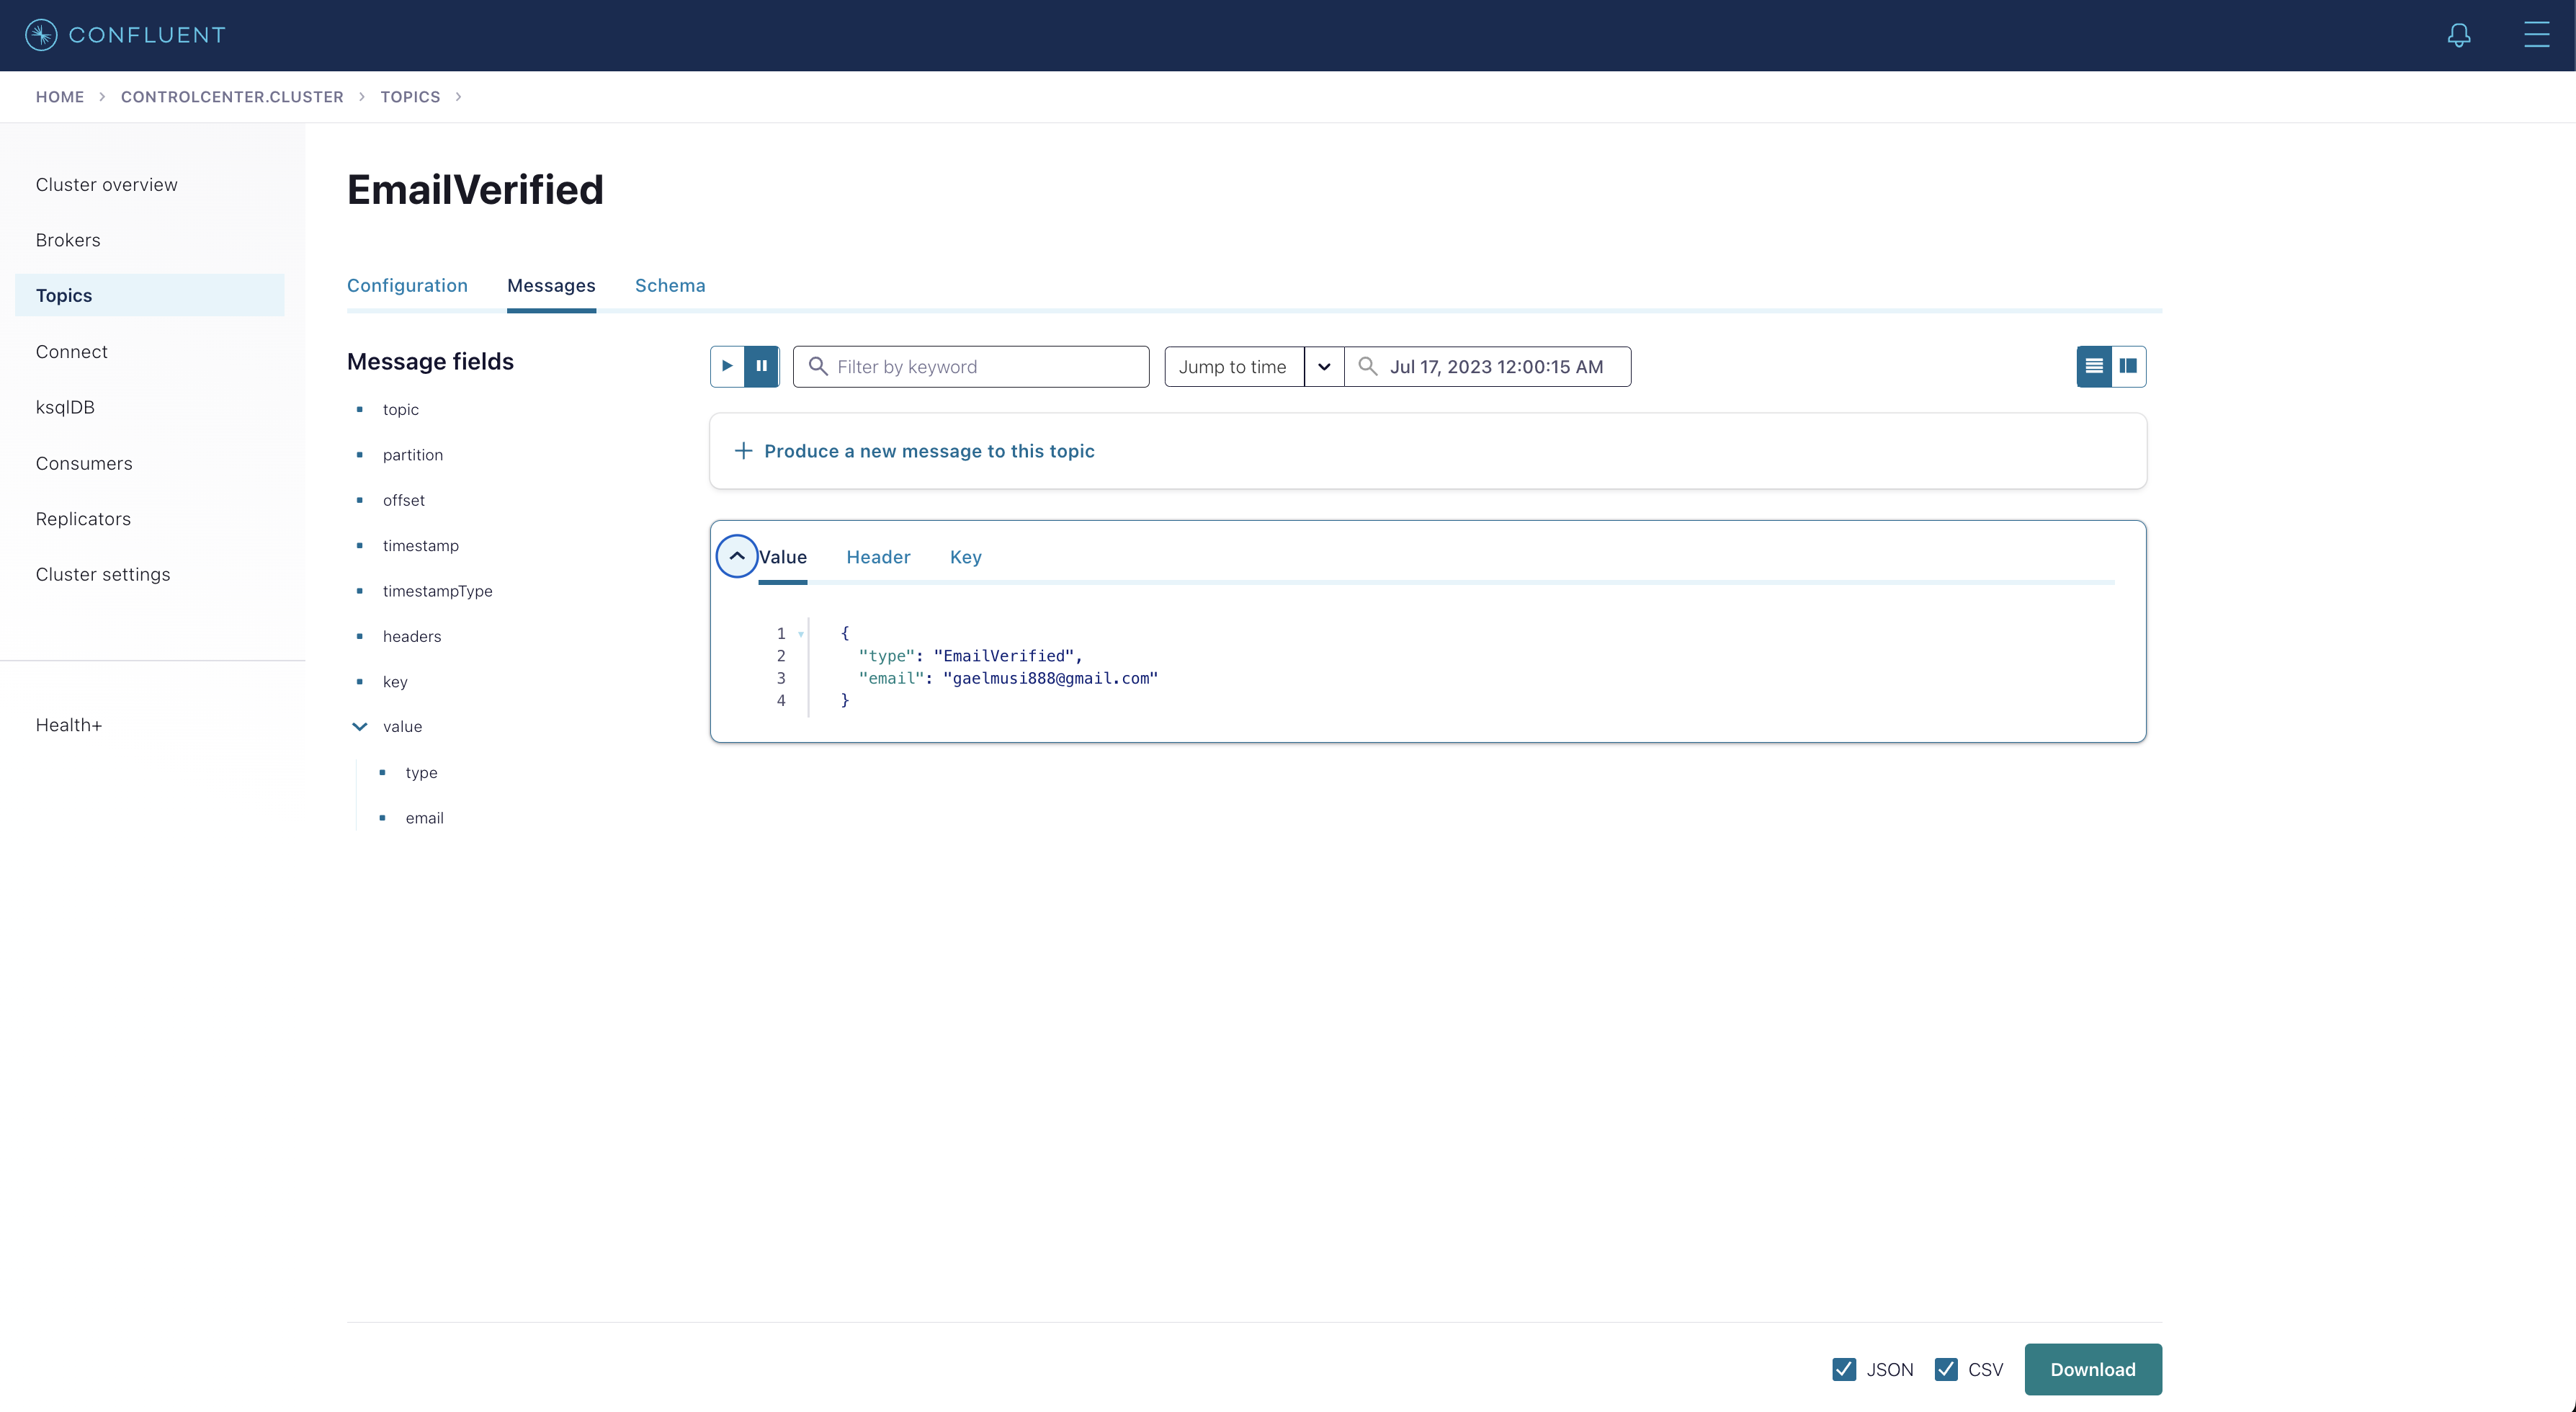 CONFLUENT
HOME > CONTROLCENTER.CLUSTER > TOPICS >
Cluster overview
Brokers
Topics
Connect
ksqlDB
Consumers
Replicators
Cluster settings
Health+
EmailVerified
Configuration Messages Schema
Message fields
topic
partition
offset
timestamp
timestampType
headers
key
value
type
email
Filter by keyword
Jump to time
Jul 17, 2023 12:00:15 AM
+ Produce a new message to this topic
Value Header Key
1 {
2 "type": "EmailVerified",
3 "email": "gaelmusi888@gmail.com"
4 }
JSON CSV Download